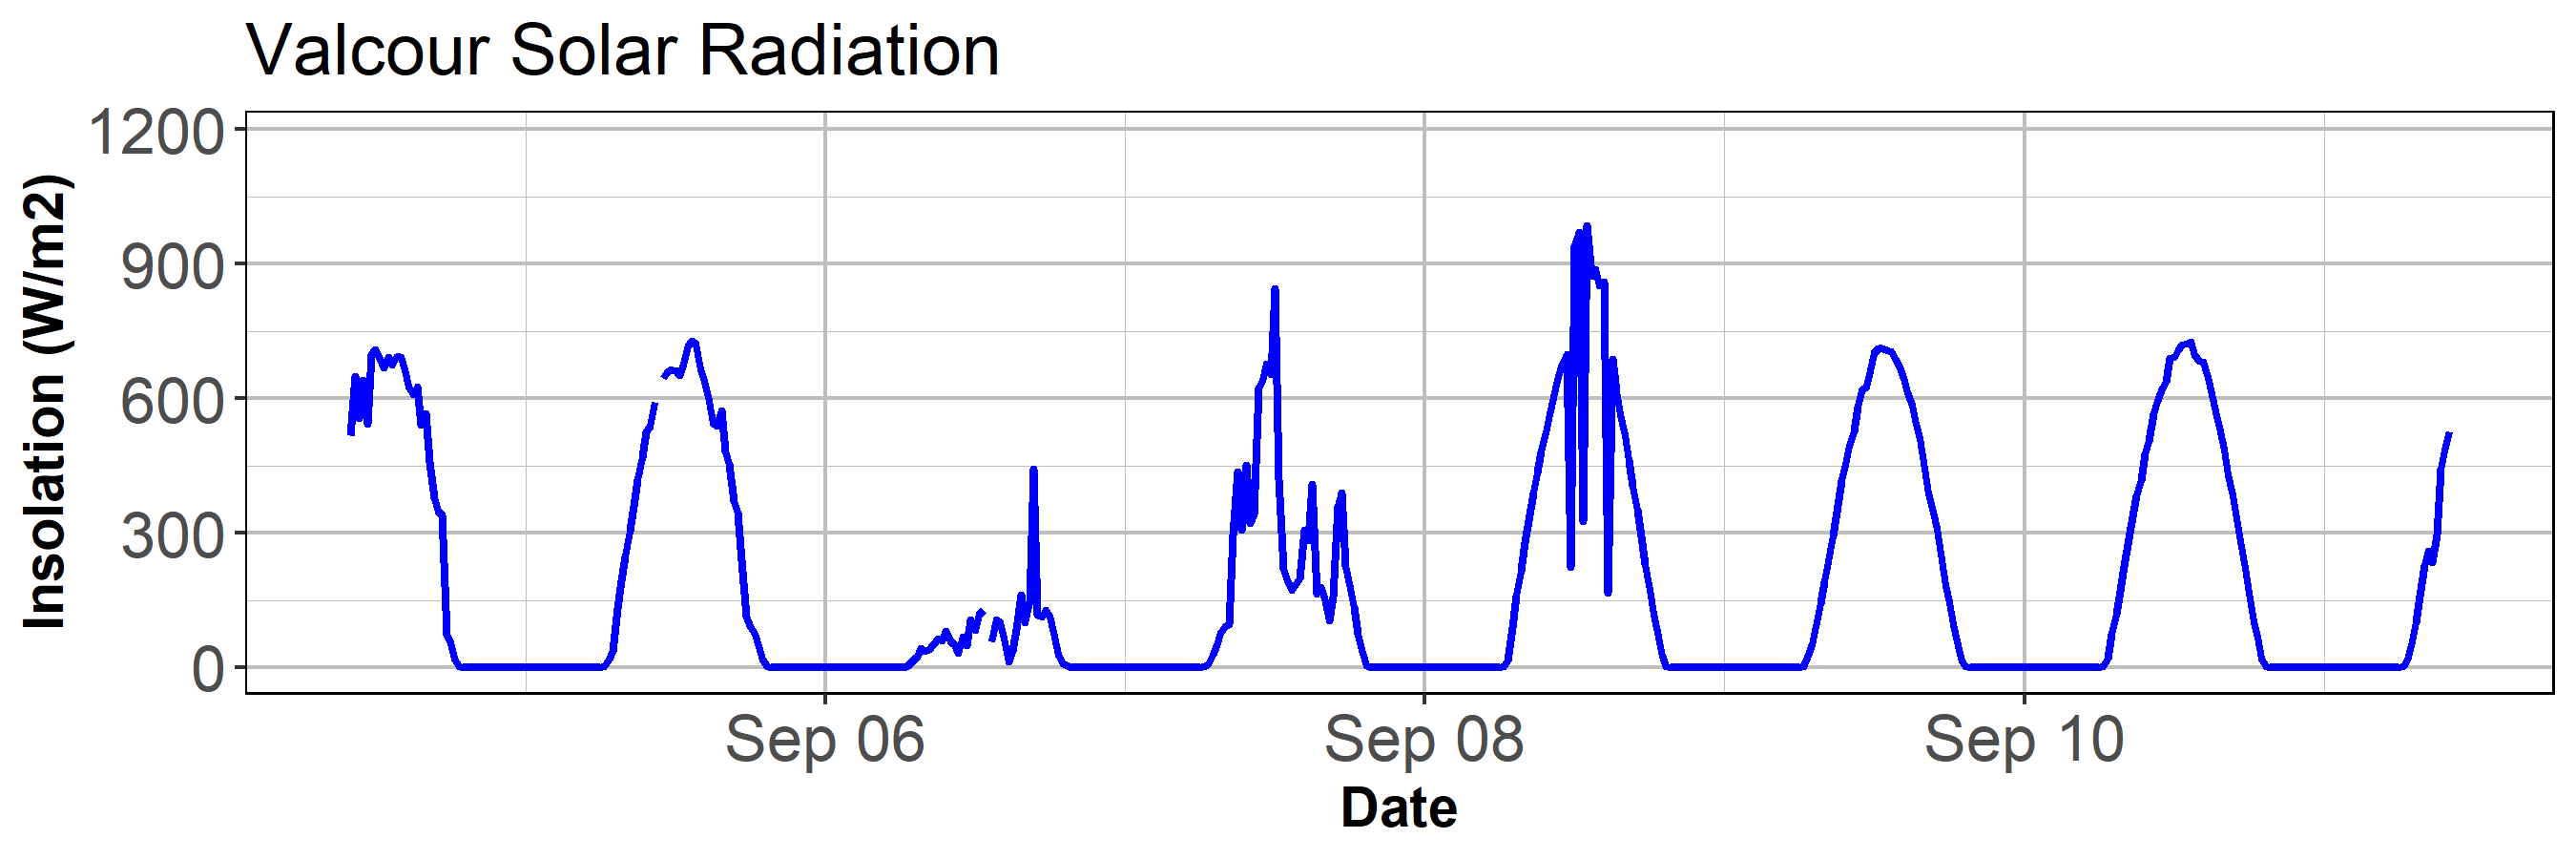 Valcour Solar Radiation
1200
900
600
300
0
Insolation (W/m2)
Sep 06
Sep 08
Sep 10
Date